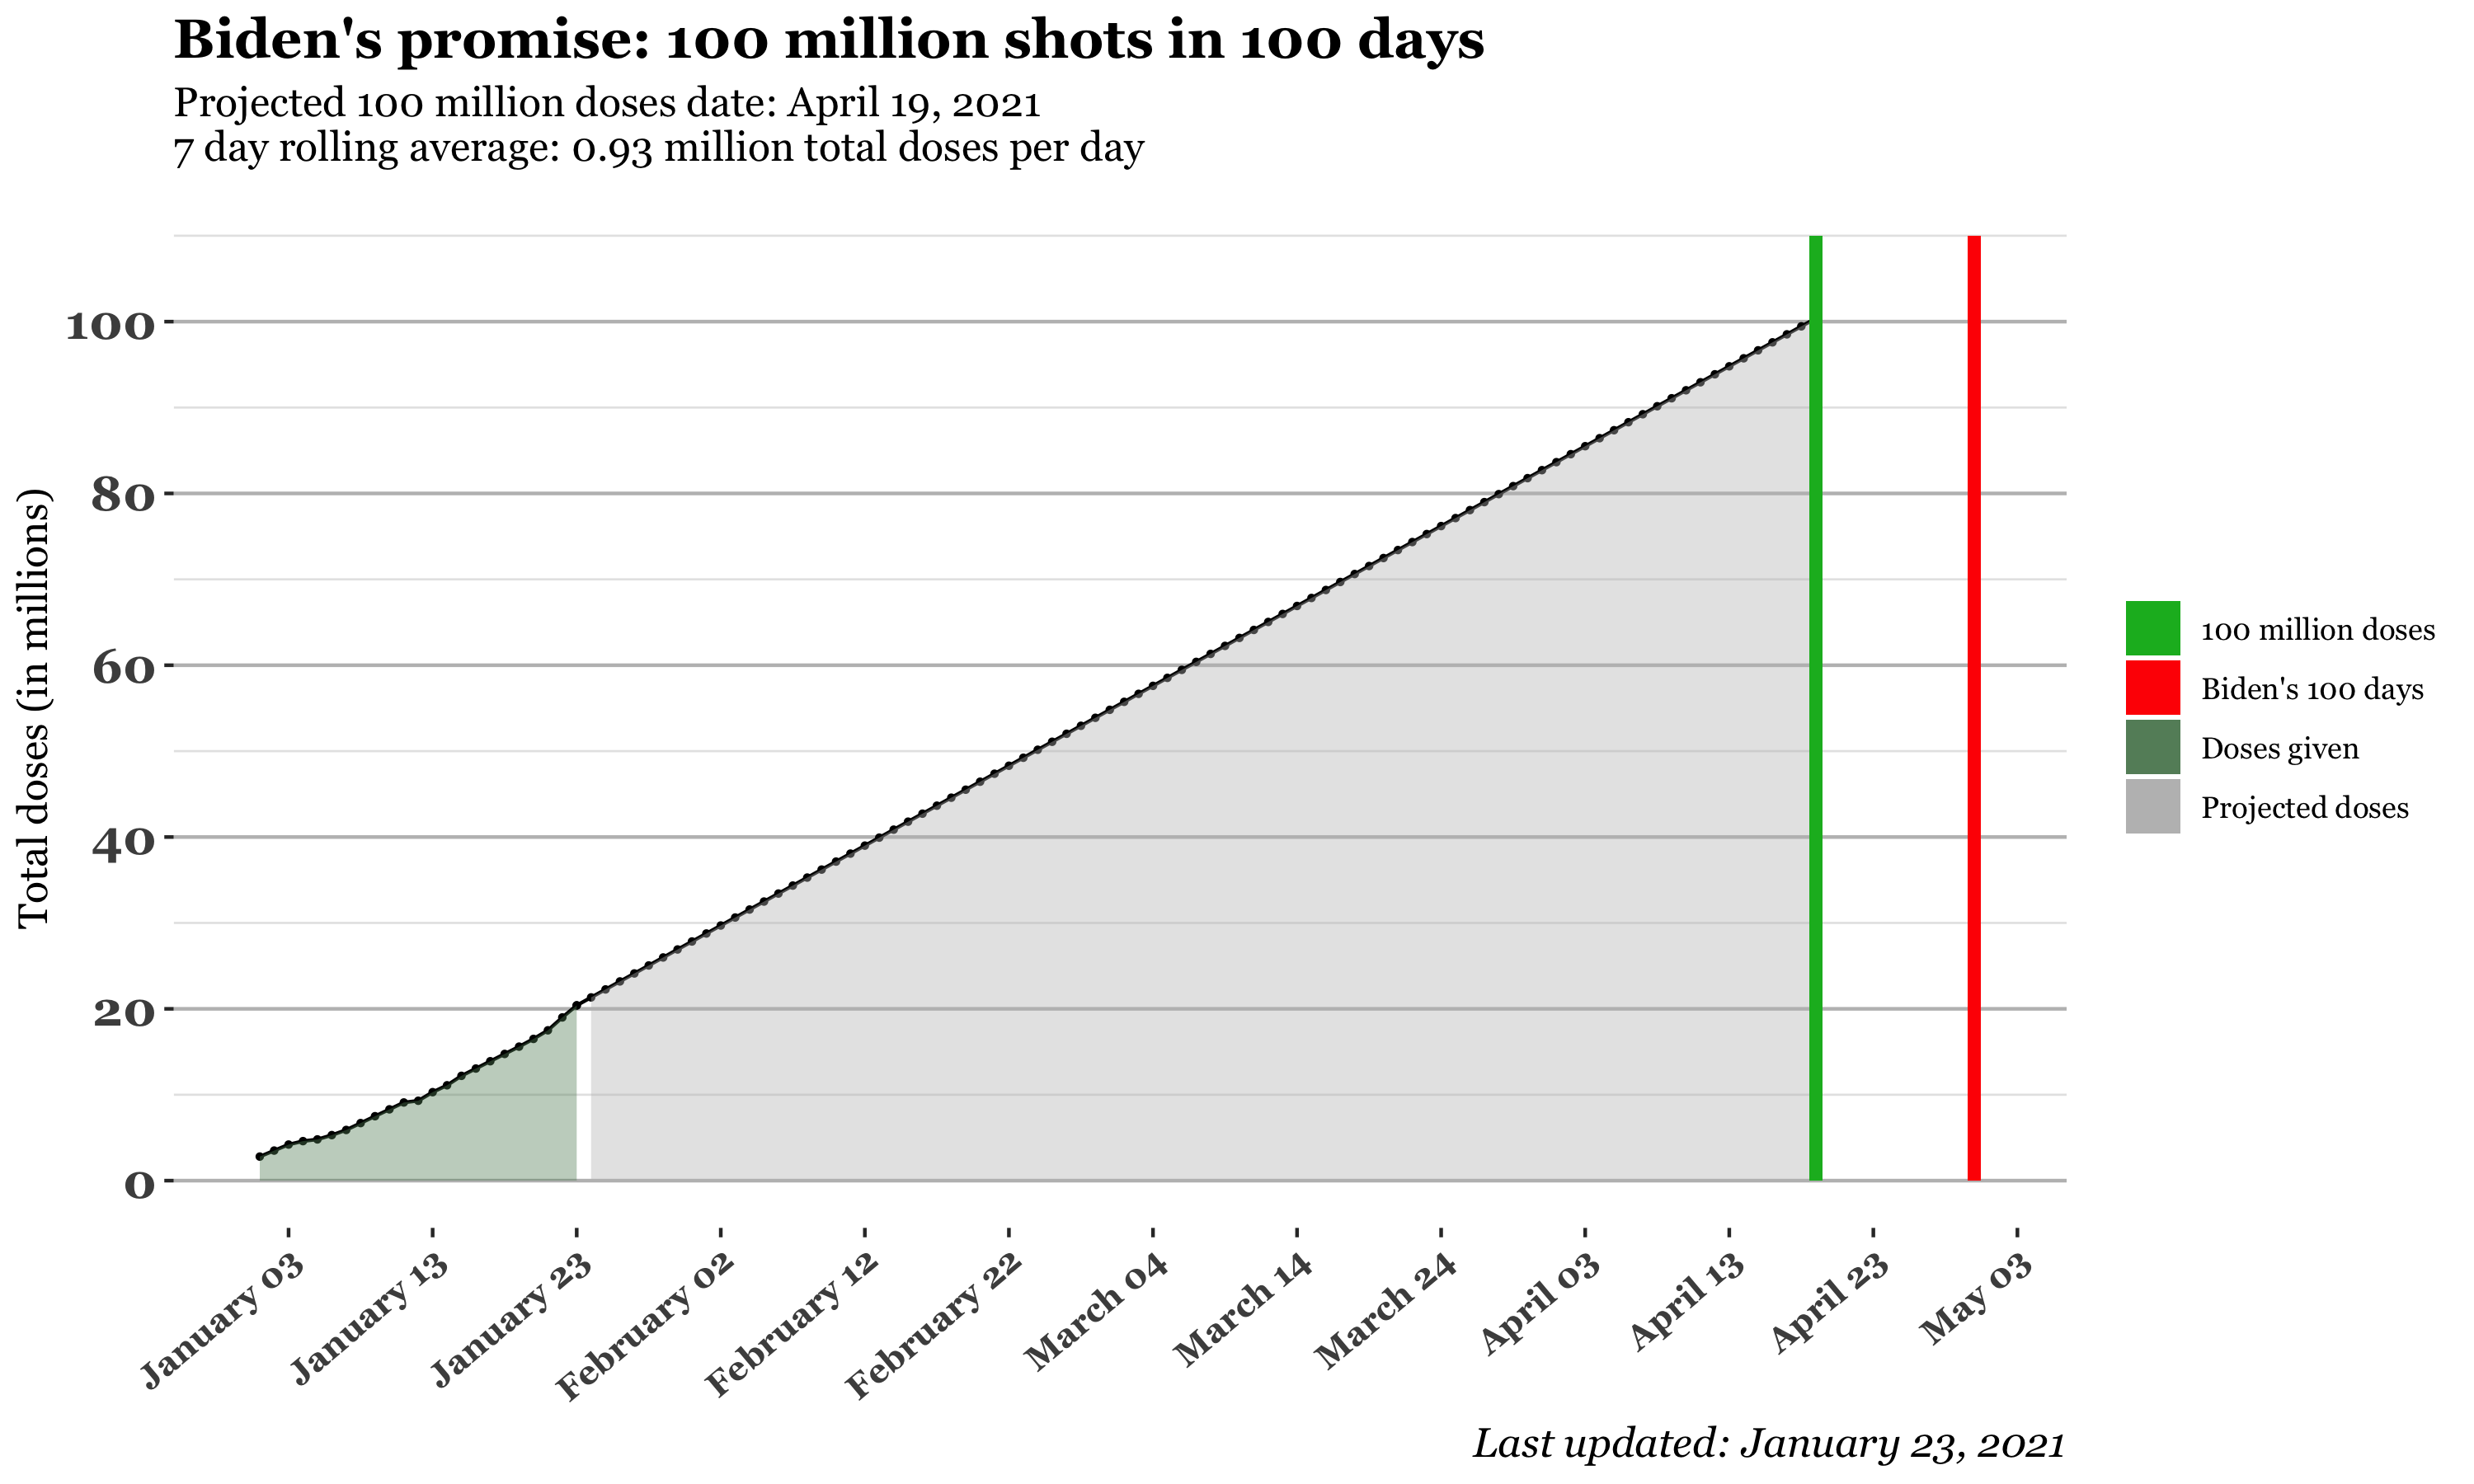 Biden's promise: 100 million shots in 100 days
Projected 100 million doses date: April 19, 2021
7 day rolling average: 0.93 million total doses per day
Total doses (in millions)
100
80
60
40
20
0
January 03
January 13
January 23
February 02
February 12
February 22
March 04
March 14
March 24
April 03
April 13
April 23
May 03
100 million doses
Biden's 100 days
Doses given
Projected doses
Last updated: January 23, 2021